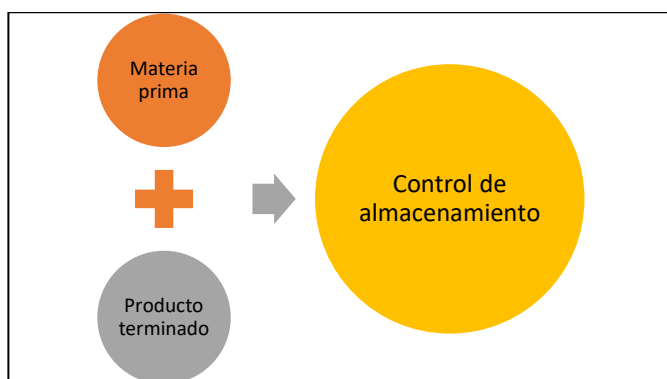 Materia
prima
Producto
terminado
Control de
almacenamiento